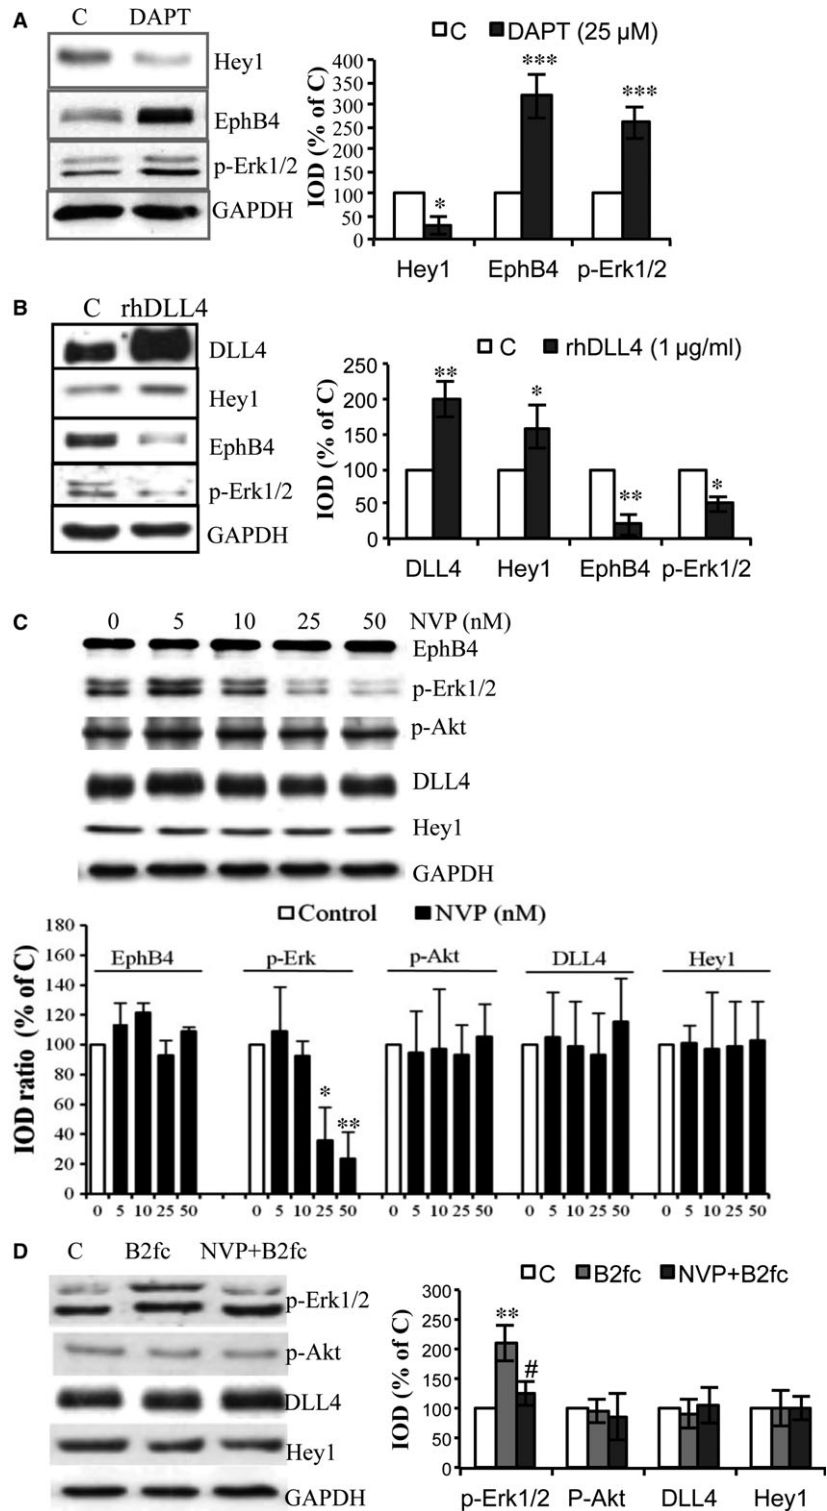 A
C DAPT
Hey1
EphB4
p-Erk1/2
GAPDH
C DAPT (25 µM)
IOD (% of C)
400
350
300
250
200
150
100
50
0
*
***
***
Hey1 EphB4 p-Erk1/2
B
C rhDLL4
DLL4
Hey1
EphB4
p-Erk1/2
GAPDH
C rhDLL4 (1 µg/ml)
IOD (% of C)
250
200
150
100
50
0
**
*
**
*
DLL4 Hey1 EphB4 p-Erk1/2
C
0 5 10 25 50 NVP (nM)
EphB4
p-Erk1/2
p-Akt
DLL4
Hey1
GAPDH
Control NVP (nM)
IOD ratio (% of C)
180
160
140
120
100
80
60
40
20
0
EphB4 p-Erk p-Akt DLL4 Hey1
*
**
0 5 10 25 50 0 5 10 25 50 0 5 10 25 50 0 5 10 25 50 0 5 10 25 50
D
C B2fc NVP+B2fc
p-Erk1/2
p-Akt
DLL4
Hey1
GAPDH
C B2fc NVP+B2fc
IOD (% of C)
300
250
200
150
100
50
0
**
#
p-Erk1/2 P-Akt DLL4 Hey1